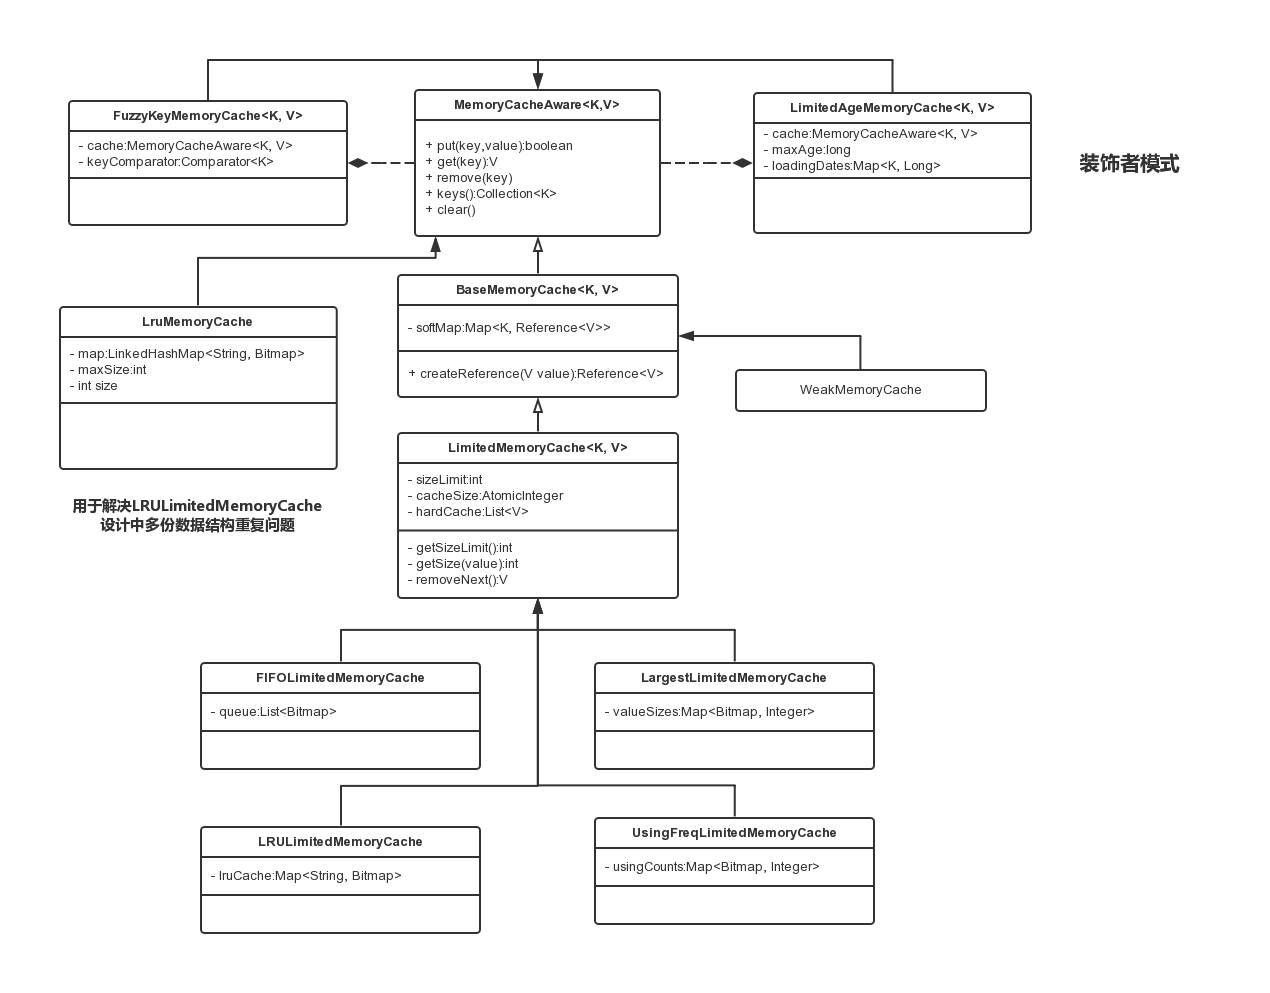 FuzzyKeyMemoryCache<K, V>
- cache:MemoryCacheAware<K, V>
- keyComparator:Comparator<K>
MemoryCacheAware<K,V>
+ put(key,value):boolean
+ get(key):V
+ remove(key)
+ keys():Collection<K>
+ clear()
LimitedAgeMemoryCache<K, V>
- cache:MemoryCacheAware<K, V>
- maxAge:long
- loadingDates:Map<K, Long>
装饰者模式
LruMemoryCache
- map:LinkedHashMap<String, Bitmap>
- maxSize:int
- int size
用于解决LRULimitedMemoryCache
设计中多份数据结构重复问题
BaseMemoryCache<K, V>
- softMap:Map<K, Reference<V>>
+ createReference(V value):Reference<V>
WeakMemoryCache
LimitedMemoryCache<K, V>
- sizeLimit:int
- cacheSize:AtomicInteger
- hardCache:List<V>
- getSizeLimit():int
- getSize(value):int
- removeNext():V
FIFOLimitedMemoryCache
- queue:List<Bitmap>
LargestLimitedMemoryCache
- valueSizes:Map<Bitmap, Integer>
LRULimitedMemoryCache
- lruCache:Map<String, Bitmap>
UsingFreqLimitedMemoryCache
- usingCounts:Map<Bitmap, Integer>